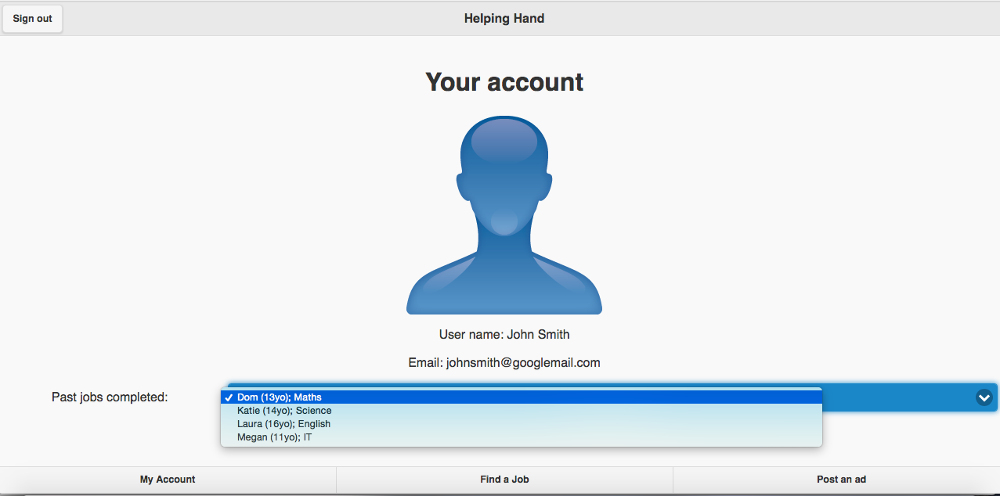 Sign out
Helping Hand
Your account
User name: John Smith
Email: johnsmith@googlemail.com
Past jobs completed:
Dom (13yo); Maths
Katie (14yo); Science
Laura (16yo); English
Megan (11yo); IT
My Account
Find a Job
Post an ad